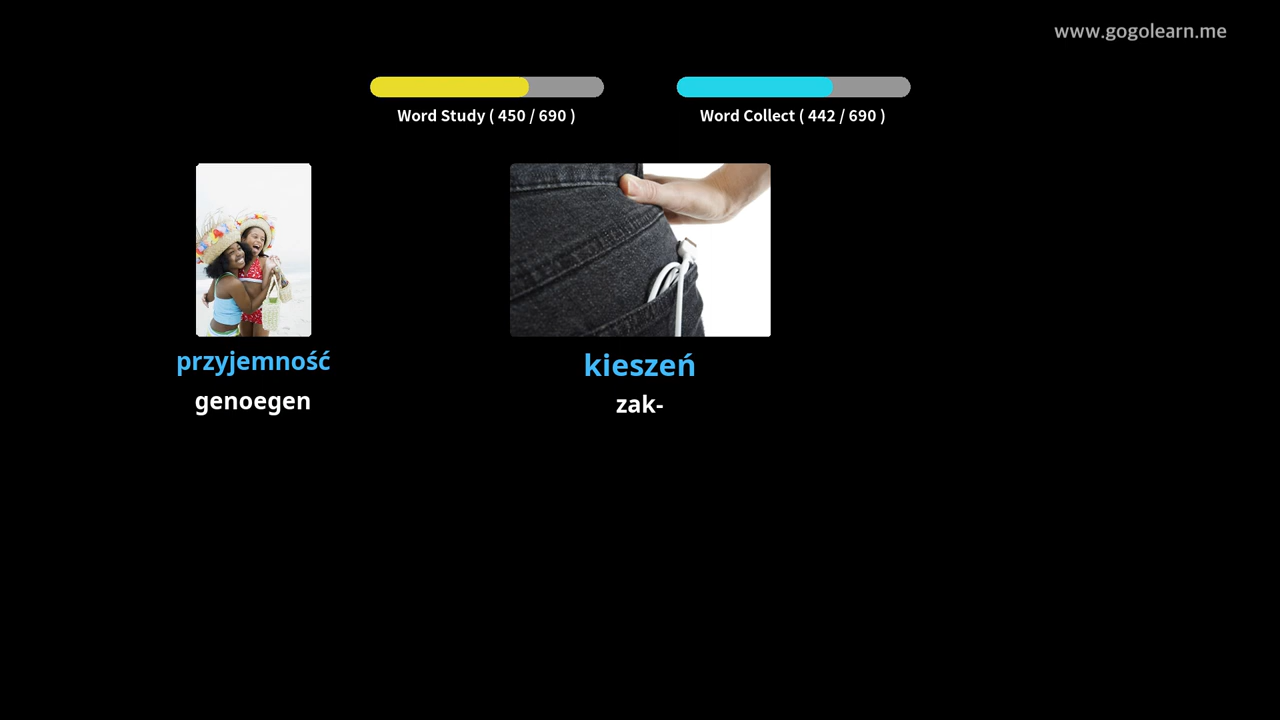 www.gogolearn.me
Word Study ( 450 / 690 )
Word Collect ( 442 / 690 )
przyjemność
genoegen
kieszeń
zak-